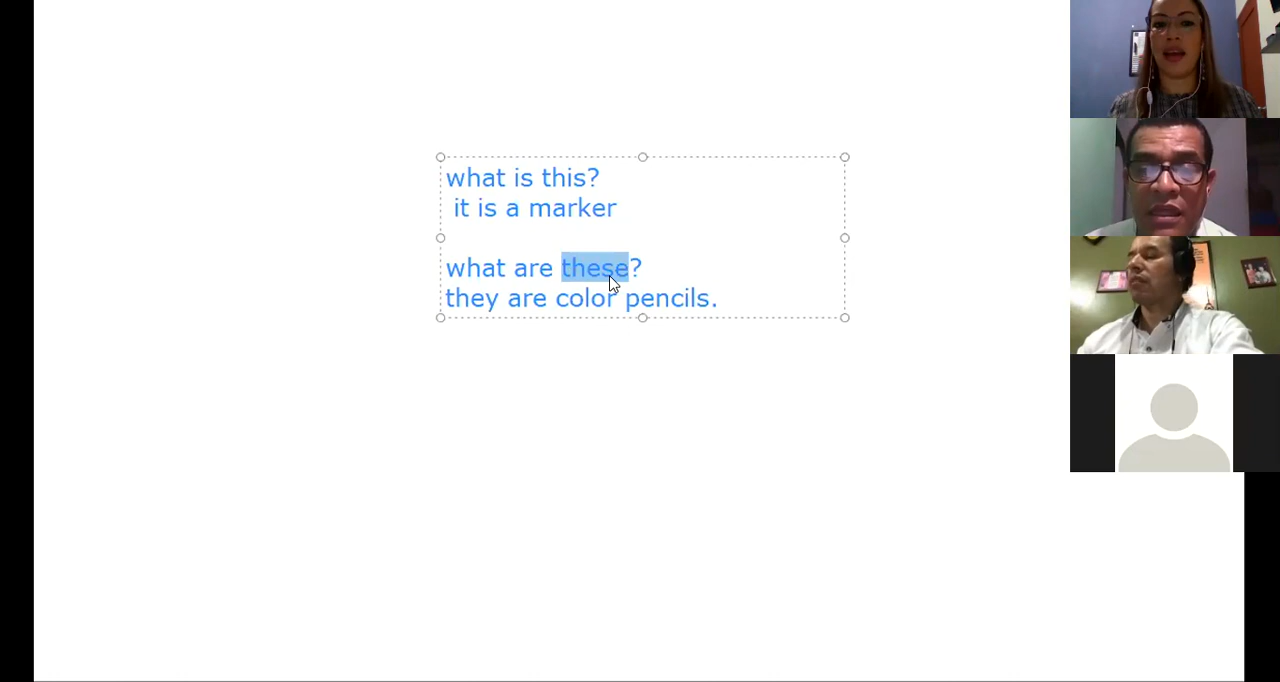 what is this?
it is a marker
what are these?
they are color pencils.